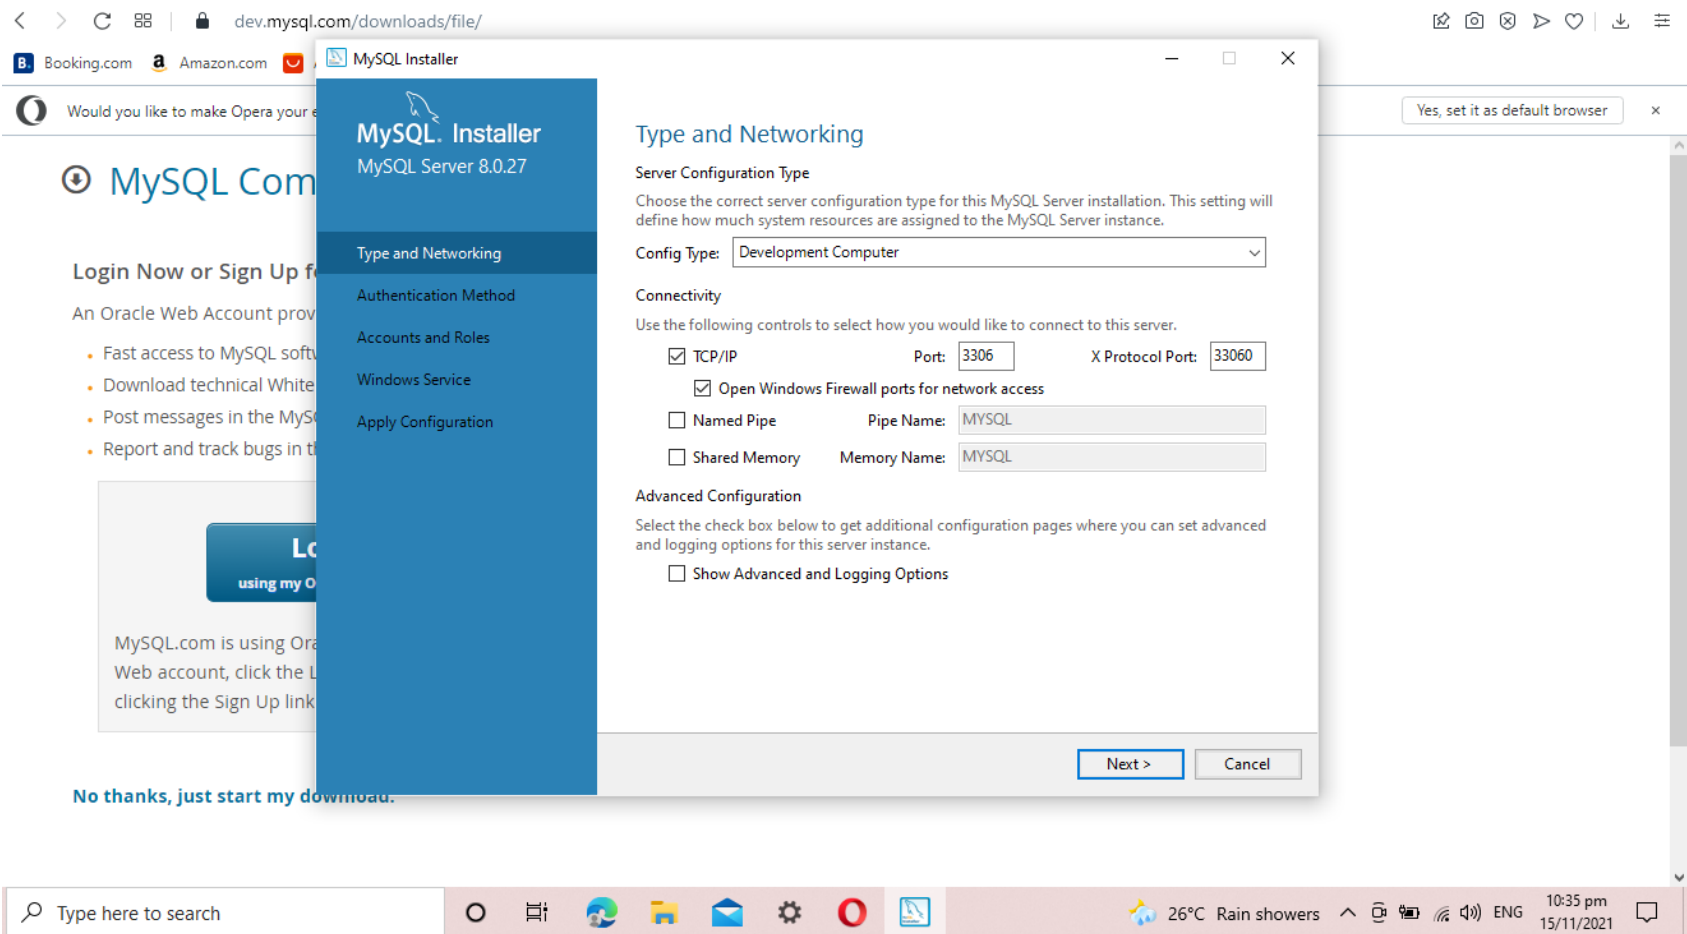 dev.mysql.com/downloads/file/
Booking.com
Amazon.com
Would you like to make Opera your
Yes, set it as default browser
MySQL Com
Login Now or Sign Up
An Oracle Web Account prov
Fast access to MySQL soft
Download technical White
Post messages in the MyS
Report and track bugs in t
using my O
MySQL.com is using Ora
Web account, click the L
clicking the Sign Up link
No thanks, just start my download.
MySQL Installer
MySQL. Installer
MySQL Server 8.0.27
Type and Networking
Authentication Method
Accounts and Roles
Windows Service
Apply Configuration
Type and Networking
Server Configuration Type
Choose the correct server configuration type for this MySQL Server installation. This setting will
define how much system resources are assigned to the MySQL Server instance.
Config Type: Development Computer
Connectivity
Use the following controls to select how you would like to connect to this server.
TCP/IP Port: 3306 X Protocol Port: 33060
Open Windows Firewall ports for network access
Named Pipe Pipe Name: MYSQL
Shared Memory Memory Name: MYSQL
Advanced Configuration
Select the check box below to get additional configuration pages where you can set advanced
and logging options for this server instance.
Show Advanced and Logging Options
Next > Cancel
Type here to search
26°C Rain showers
ENG
10:35 pm
15/11/2021